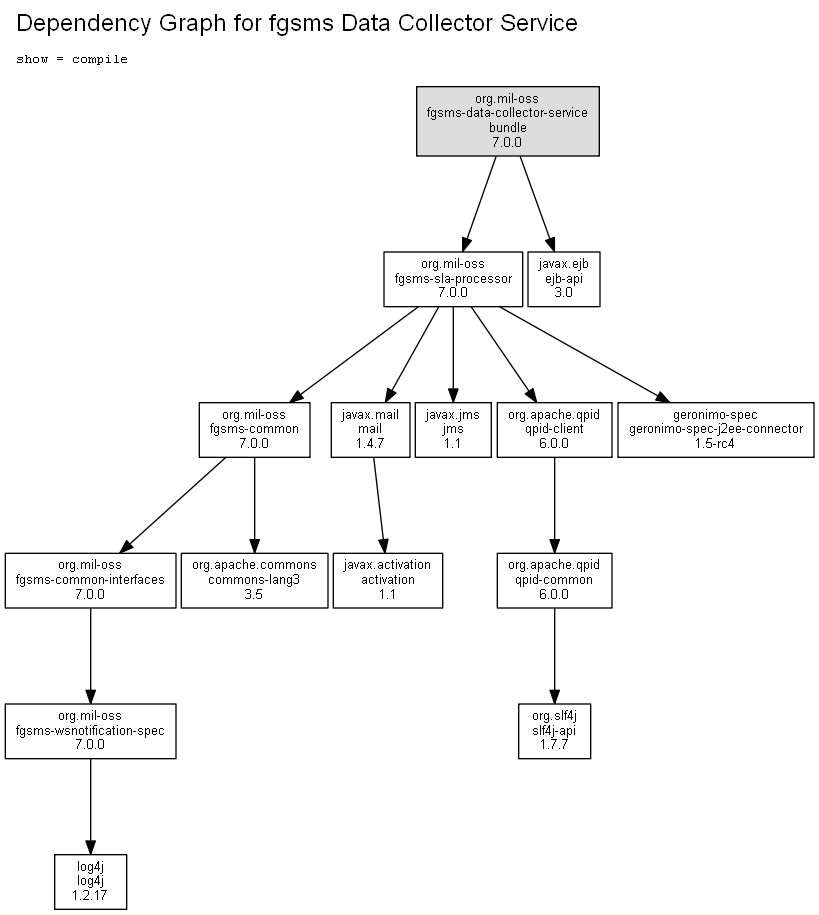 Dependency Graph for fgsms Data Collector Service
show = compile
org.mil-oss
fgsms-data-collector-service
bundle
7.0.0
org.mil-oss
fgsms-sla-processor
7.0.0
javax.ejb
ejb-api
3.0
org.mil-oss
fgsms-common
7.0.0
javax.mail
mail
1.4.7
javax.jms
jms
1.1
org.apache.qpid
qpid-client
6.0.0
geronimo-spec
geronimo-spec-j2ee-connector
1.5-rc4
org.mil-oss
fgsms-common-interfaces
7.0.0
org.apache.commons
commons-lang3
3.5
javax.activation
activation
1.1
org.apache.qpid
qpid-common
6.0.0
org.mil-oss
fgsms-wsnotification-spec
7.0.0
org.slf4j
slf4j-api
1.7.7
log4j
log4j
1.2.17